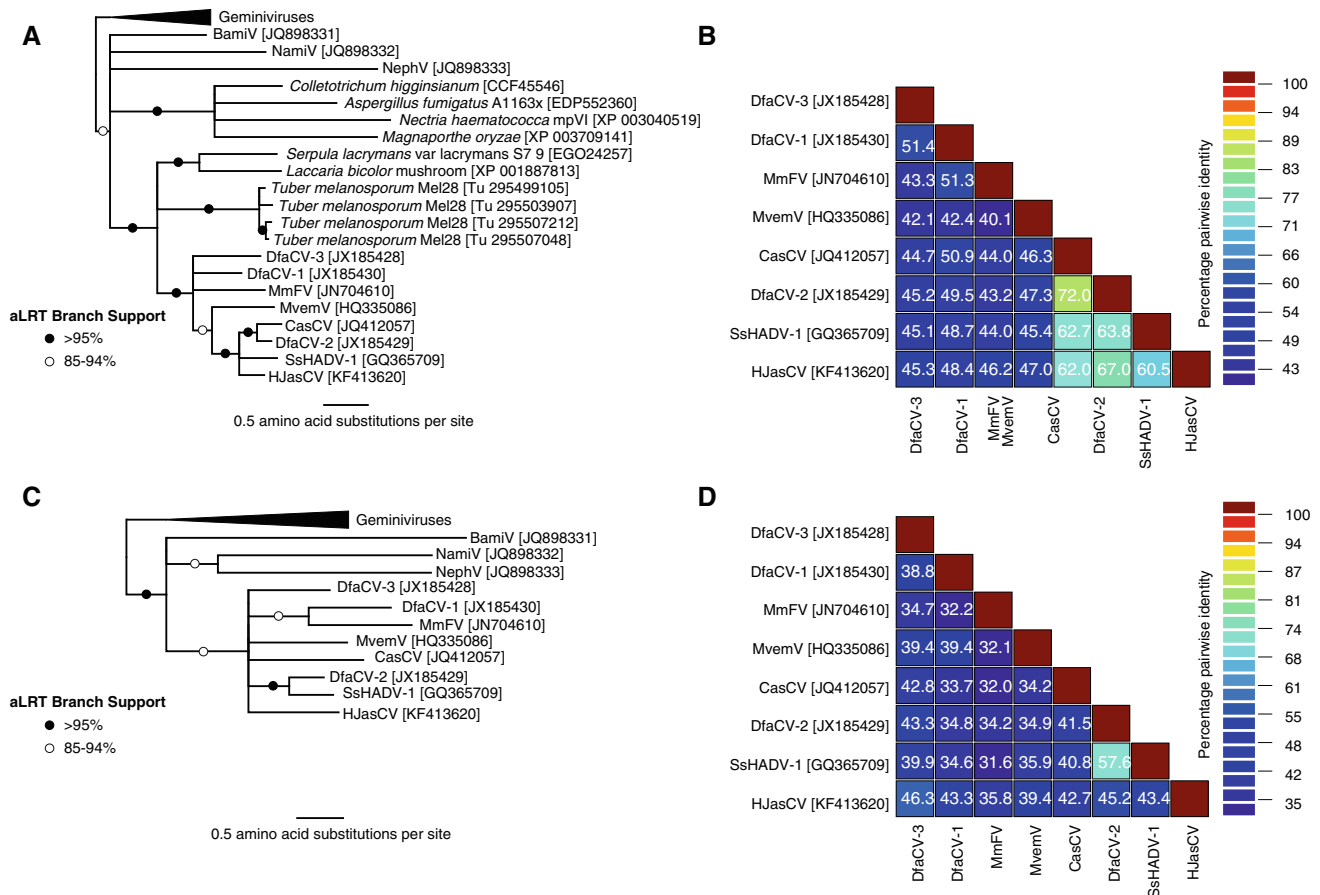 A
Geminiviruses
BamiV [JQ898331]
NamiV [JQ898332]
NephV [JQ898333]
Colletotrichum higginsianum [CCF45546]
Aspergillus fumigatus A1163x [EDP552360]
Nectria haematococca mpVI [XP 003040519]
Magnaporthe oryzae [XP 003709141]
Serpula lacrymans var lacrymans S7 9 [EGO24257]
Laccaria bicolor mushroom [XP 001887813]
Tuber melanosporum Mel28 [Tu 295499105]
Tuber melanosporum Mel28 [Tu 295503907]
Tuber melanosporum Mel28 [Tu 295507212]
Tuber melanosporum Mel28 [Tu 295507048]
DfaCV-3 [JX185428]
DfaCV-1 [JX185430]
MmFV [JN704610]
MvemV [HQ335086]
CasCV [JQ412057]
DfaCV-2 [JX185429]
SsHADV-1 [GQ365709]
HJasCV [KF413620]
aLRT Branch Support
>95%
85-94%
0.5 amino acid substitutions per site
B
DfaCV-3 [JX185428]
DfaCV-1 [JX185430] 51.4
MmFV [JN704610] 43.3 51.3
MvemV [HQ335086] 42.1 42.4 40.1
CasCV [JQ412057] 44.7 50.9 44.0 46.3
DfaCV-2 [JX185429] 45.2 49.5 43.2 47.3 72.0
SsHADV-1 [GQ365709] 45.1 48.7 44.0 45.4 62.7 63.8
HJasCV [KF413620] 45.3 48.4 46.2 47.0 62.0 67.0 60.5
DfaCV-3
DfaCV-1
MmFV
MvemV
CasCV
DfaCV-2
SsHADV-1
HJasCV
Percentage pairwise identity
100
94
89
83
77
71
66
60
54
49
43
C
Geminiviruses
BamiV [JQ898331]
NamiV [JQ898332]
NephV [JQ898333]
DfaCV-3 [JX185428]
DfaCV-1 [JX185430]
MmFV [JN704610]
MvemV [HQ335086]
CasCV [JQ412057]
DfaCV-2 [JX185429]
SsHADV-1 [GQ365709]
HJasCV [KF413620]
aLRT Branch Support
>95%
85-94%
0.5 amino acid substitutions per site
D
DfaCV-3 [JX185428]
DfaCV-1 [JX185430] 38.8
MmFV [JN704610] 34.7 32.2
MvemV [HQ335086] 39.4 39.4 32.1
CasCV [JQ412057] 42.8 33.7 32.0 34.2
DfaCV-2 [JX185429] 43.3 34.8 34.2 34.9 41.5
SsHADV-1 [GQ365709] 39.9 34.6 31.6 35.9 40.8 57.6
HJasCV [KF413620] 46.3 43.3 35.8 39.4 42.7 45.2 43.4
DfaCV-3
DfaCV-1
MmFV
MvemV
CasCV
DfaCV-2
SsHADV-1
HJasCV
Percentage pairwise identity
100
94
87
81
74
68
61
55
48
42
35